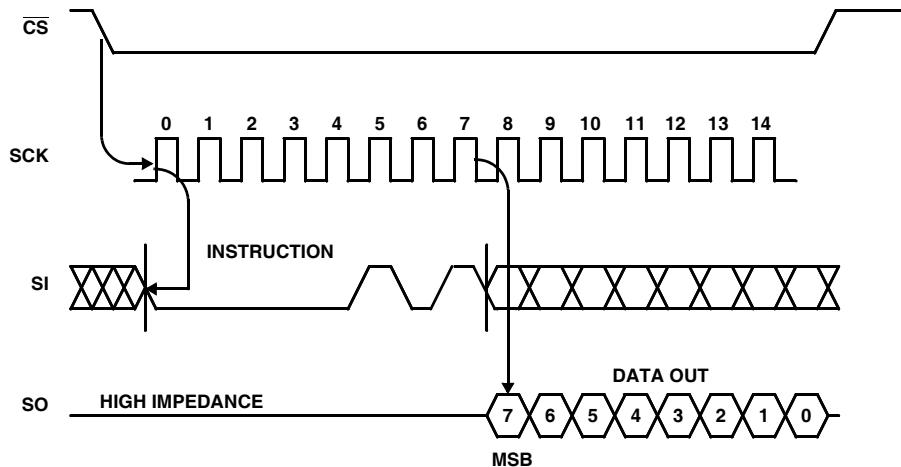 CS
0 1 2 3 4 5 6 7 8 9 10 11 12 13 14
SCK
INSTRUCTION
SI
DATA OUT
SO
HIGH IMPEDANCE
7 6 5 4 3 2 1 0
MSB